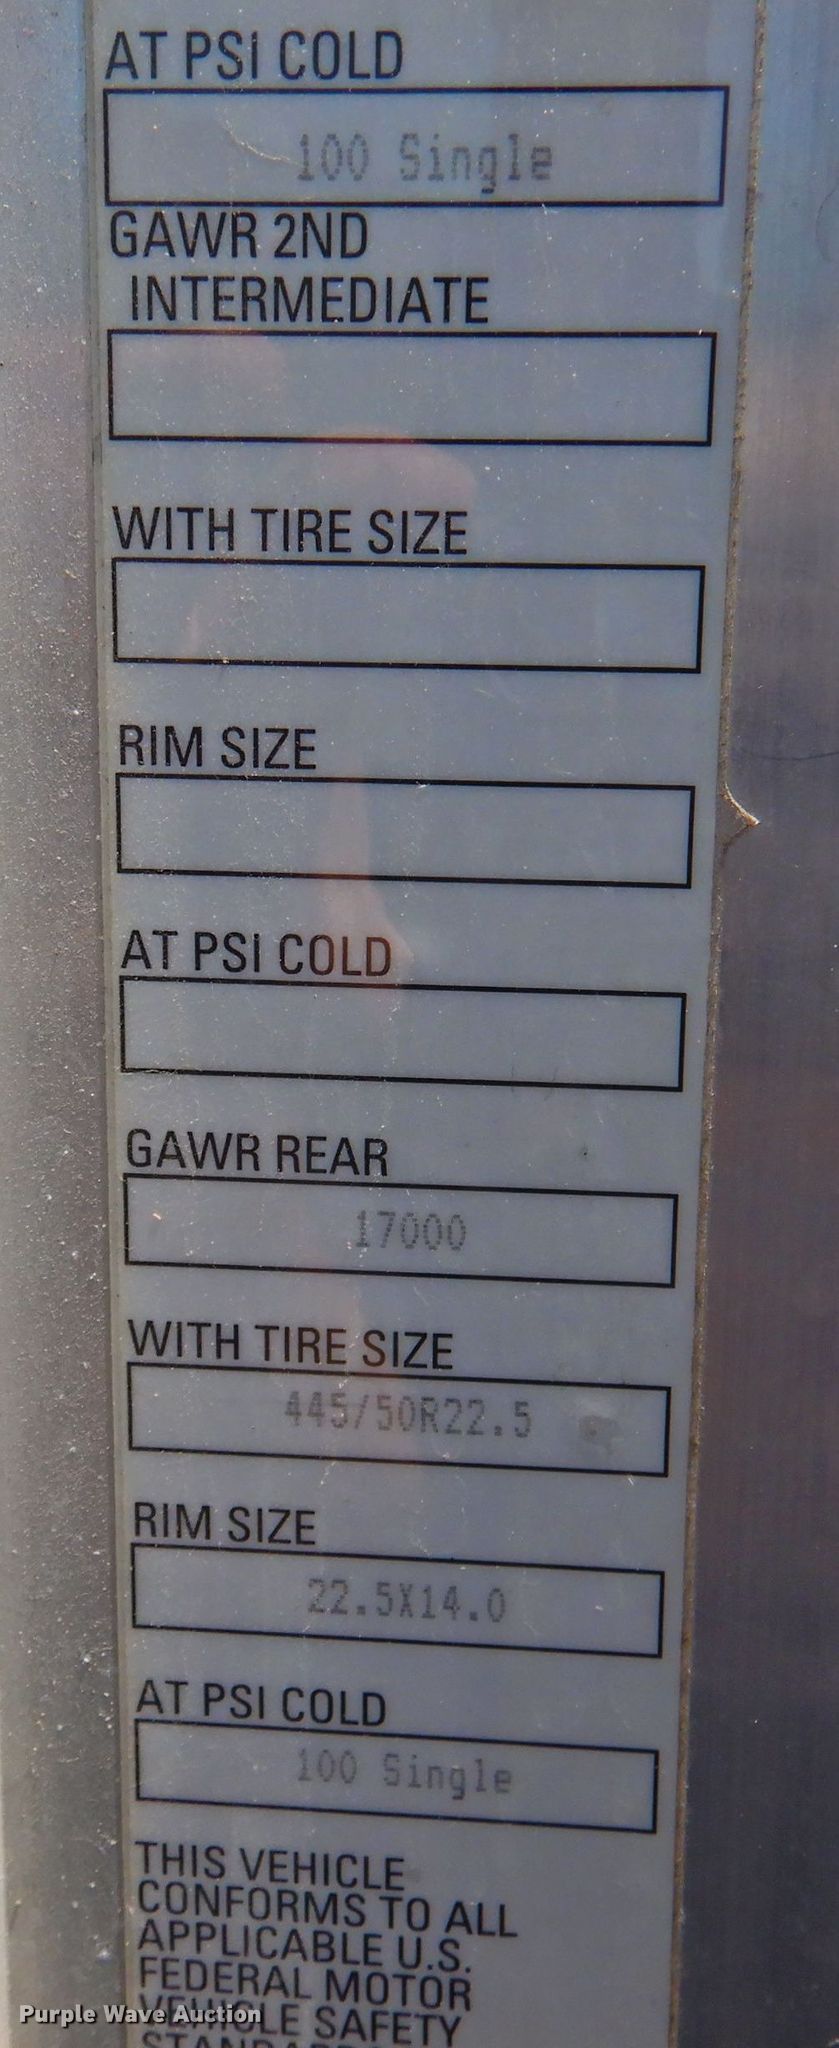 AT PSI COLD
100 Single
GAWR 2ND
INTERMEDIATE
WITH TIRE SIZE
RIM SIZE
AT PSI COLD
GAWR REAR
17000
WITH TIRE SIZE
445/50R22.5
RIM SIZE
22.5X14.0
AT PSI COLD
100 Single
THIS VEHICLE
CONFORMS TO ALL
APPLICABLE U.S.
FEDERAL MOTOR
VEHICLE SAFETY
Purple Wave Auction